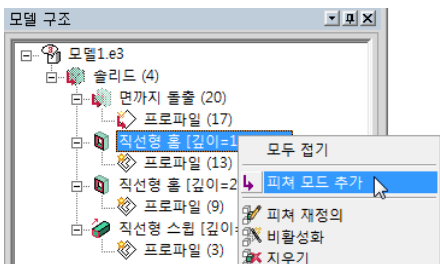 모델 구조
모델1.e3
솔리드 (4)
면까지 돌출 (20)
프로파일 (17)
직선형 홈 [깊이=1
프로파일 (13)
직선형 홈 [깊이=2
프로파일 (9)
직선형 스윕 [깊이=
프로파일 (3)
모두 접기
피쳐 모드 추가
피쳐 재정의
비활성화
지우기